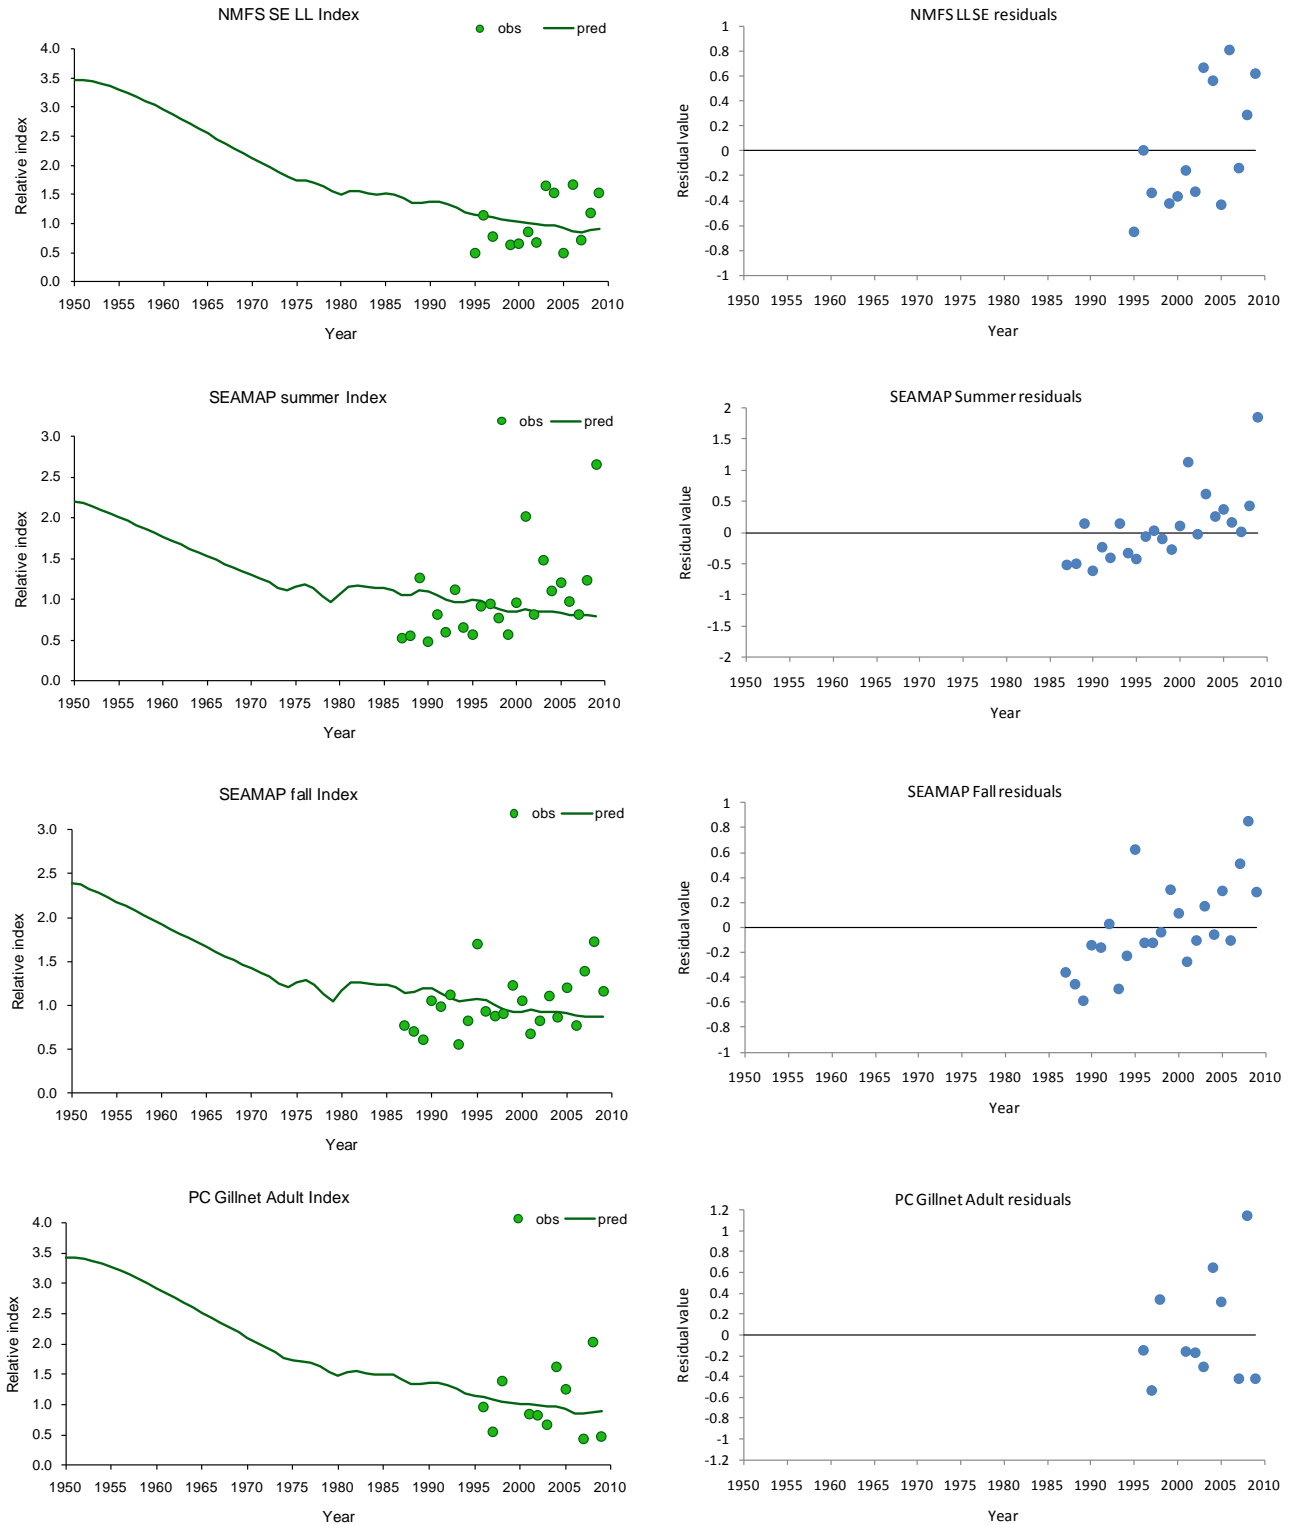 NMFS SE LL Index
obs pred
4.0
3.5
3.0
2.5
2.0
1.5
1.0
0.5
0.0
Relative index
1950 1955 1960 1965 1970 1975 1980 1985 1990 1995 2000 2005 2010
Year
NMFS LL SE residuals
1
0.8
0.6
0.4
0.2
0
-0.2
-0.4
-0.6
-0.8
-1
Residual value
1950 1955 1960 1965 1970 1975 1980 1985 1990 1995 2000 2005 2010
Year
SEAMAP summer Index
obs pred
3.0
2.5
2.0
1.5
1.0
0.5
0.0
Relative index
1950 1955 1960 1965 1970 1975 1980 1985 1990 1995 2000 2005 2010
Year
SEAMAP Summer residuals
2
1.5
1
0.5
0
-0.5
-1
-1.5
-2
Residual value
1950 1955 1960 1965 1970 1975 1980 1985 1990 1995 2000 2005 2010
Year
SEAMAP fall Index
obs pred
3.0
2.5
2.0
1.5
1.0
0.5
0.0
Relative index
1950 1955 1960 1965 1970 1975 1980 1985 1990 1995 2000 2005 2010
Year
SEAMAP Fall residuals
1
0.8
0.6
0.4
0.2
0
-0.2
-0.4
-0.6
-0.8
-1
Residual value
1950 1955 1960 1965 1970 1975 1980 1985 1990 1995 2000 2005 2010
Year
PC Gillnet Adult Index
obs pred
4.0
3.5
3.0
2.5
2.0
1.5
1.0
0.5
0.0
Relative index
1950 1955 1960 1965 1970 1975 1980 1985 1990 1995 2000 2005 2010
Year
PC Gillnet Adult residuals
1.2
1
0.8
0.6
0.4
0.2
0
-0.2
-0.4
-0.6
-0.8
-1
-1.2
Residual value
1950 1955 1960 1965 1970 1975 1980 1985 1990 1995 2000 2005 2010
Year